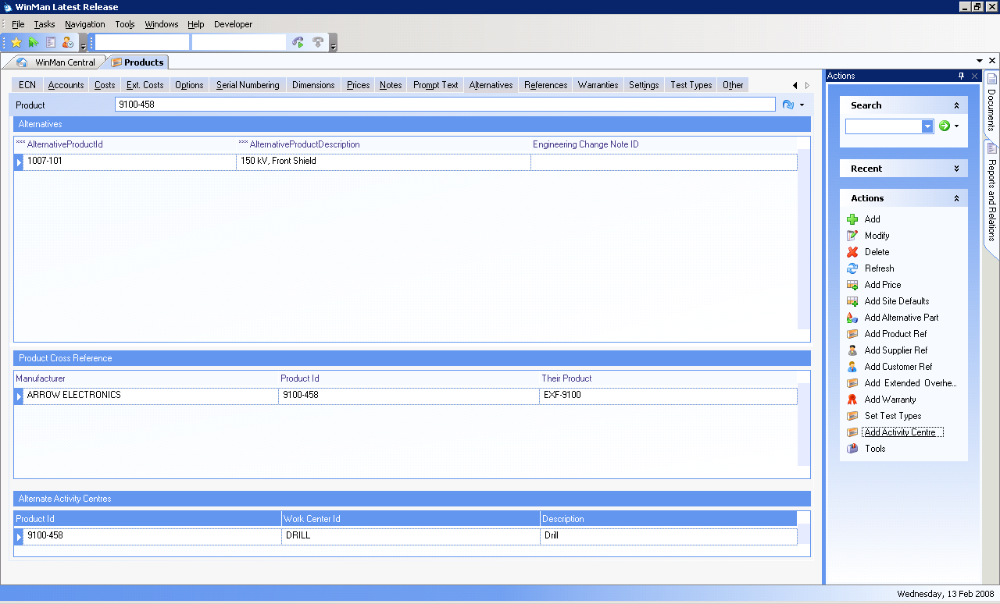 WinMan Latest Release
File Tasks Navigation Tools Windows Help Developer
WinMan Central Products
ECN Accounts Costs Ext. Costs Options Serial Numbering Dimensions Prices Notes Prompt Text Alternatives References Warranties Settings Test Types Other
Product 9100-458
Alternatives
*** AlternativeProductId *** AlternativeProductDescription Engineering Change Note ID
1007-101 150 kV, Front Shield
Product Cross Reference
Manufacturer Product Id Their Product
ARROW ELECTRONICS 9100-458 EXF-9100
Alternate Activity Centres
Product Id Work Center Id Description
9100-458 DRILL Drill
Actions
Search
Recent
Actions
Add
Modify
Delete
Refresh
Add Price
Add Site Defaults
Add Alternative Part
Add Product Ref
Add Supplier Ref
Add Customer Ref
Add Extended Overhe...
Add Warranty
Set Test Types
Add Activity Centre
Tools
Documents
Reports and Relations
Wednesday, 13 Feb 2008